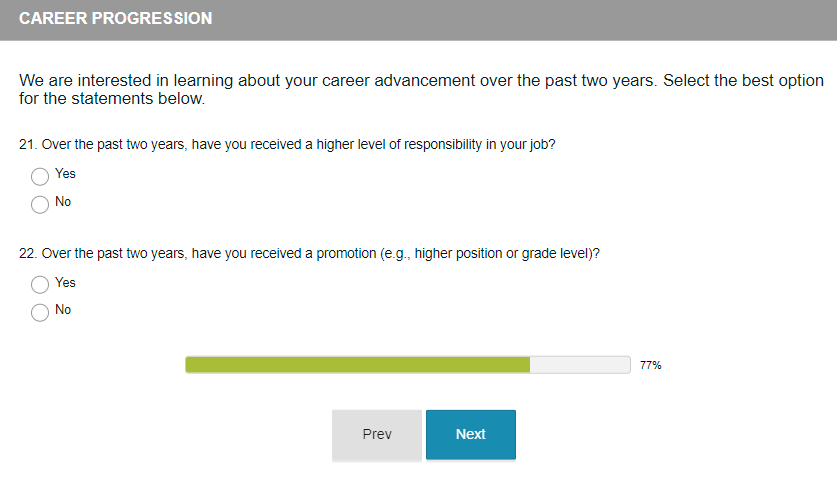 CAREER PROGRESSION
We are interested in learning about your career advancement over the past two years. Select the best option
for the statements below.
21. Over the past two years, have you received a higher level of responsibility in your job?
Yes
No
22. Over the past two years, have you received a promotion (e.g., higher position or grade level)?
Yes
No
77%
Prev
Next